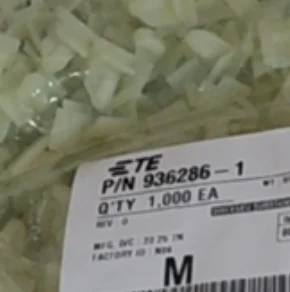 TE
P/N 936286-1
Q'TY 1,000 EA
REV : 0
MFG. D/C :
FACTORY ID :
M